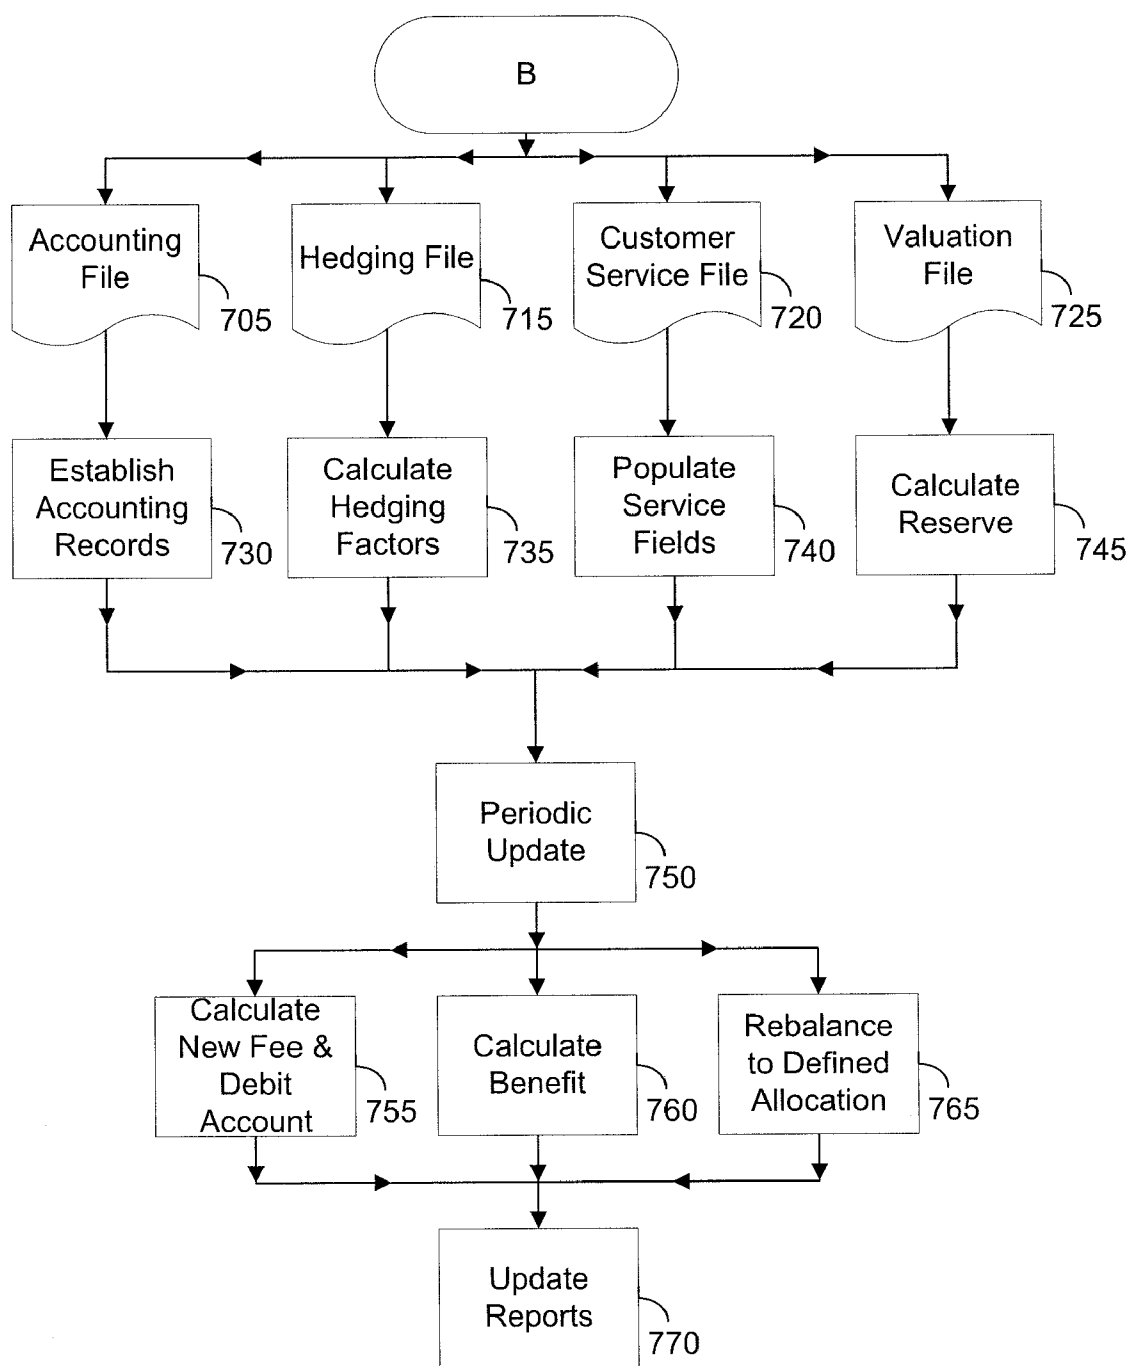 B
Accounting
File
705
Hedging File
715
Customer
Service File
720
Valuation
File
725
Establish
Accounting
Records
730
Calculate
Hedging
Factors
735
Populate
Service
Fields
740
Calculate
Reserve
745
Periodic
Update
750
Calculate
New Fee &
Debit
Account
755
Calculate
Benefit
760
Rebalance
to Defined
Allocation
765
Update
Reports
770